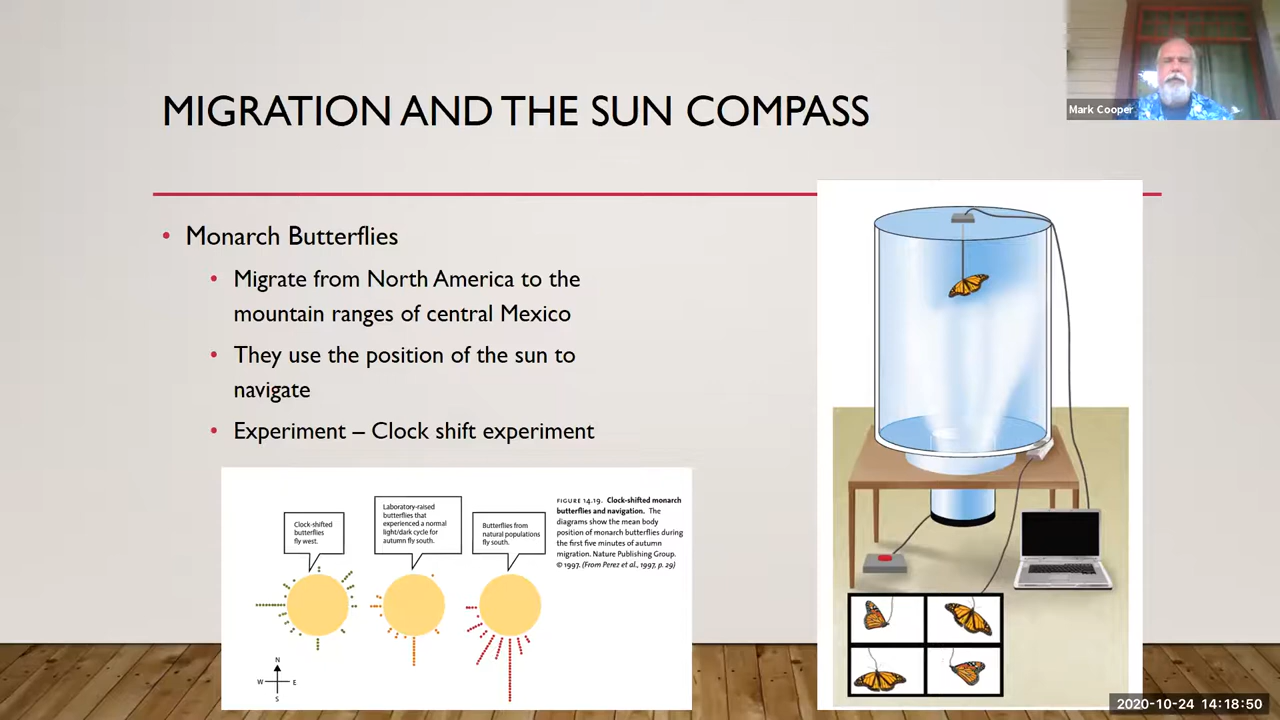 MIGRATION AND THE SUN COMPASS
Mark Cooper
• Monarch Butterflies
• Migrate from North America to the
mountain ranges of central Mexico
• They use the position of the sun to
navigate
• Experiment – Clock shift experiment
Clock-shifted
butterflies
fly west.
Laboratory-raised
butterflies that
experienced a normal
light/dark cycle for
autumn fly south.
Butterflies from
natural populations
fly south.
FIGURE 14.19. Clock-shifted monarch
butterflies and navigation. The
diagrams show the mean body
position of monarch butterflies during
the first five minutes of autumn
migration. Nature Publishing Group.
© 1997. (From Perez et al., 1997, p. 29)
N
W E
S
2020-10-24 14:18:50